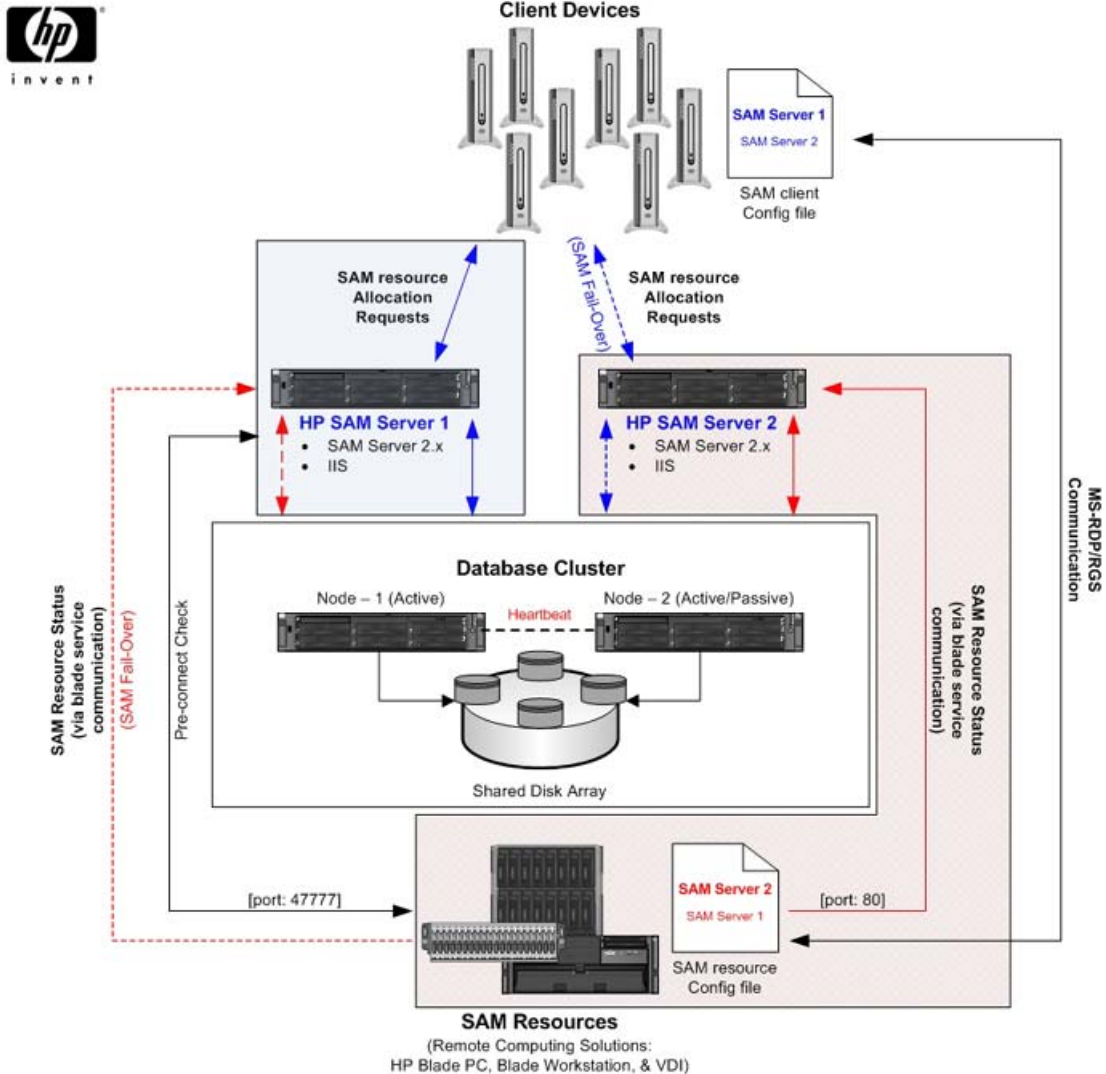 hp
invent
Client Devices
SAM Server 1
SAM Server 2
SAM client
Config file
SAM resource
Allocation
Requests
(SAM Fail-Over)
SAM resource
Allocation
Requests
HP SAM Server 1
• SAM Server 2.x
• IIS
HP SAM Server 2
• SAM Server 2.x
• IIS
MS-RDP/RGS
Communication
Database Cluster
Node – 1 (Active)
Heartbeat
Node – 2 (Active/Passive)
Shared Disk Array
SAM Resource Status
(via blade service
communication)
(SAM Fail-Over)
Pre-connect Check
SAM Resource Status
(via blade service
communication)
[port: 47777]
SAM Server 2
SAM Server 1
[port: 80]
SAM resource
Config file
SAM Resources
(Remote Computing Solutions:
HP Blade PC, Blade Workstation, & VDI)